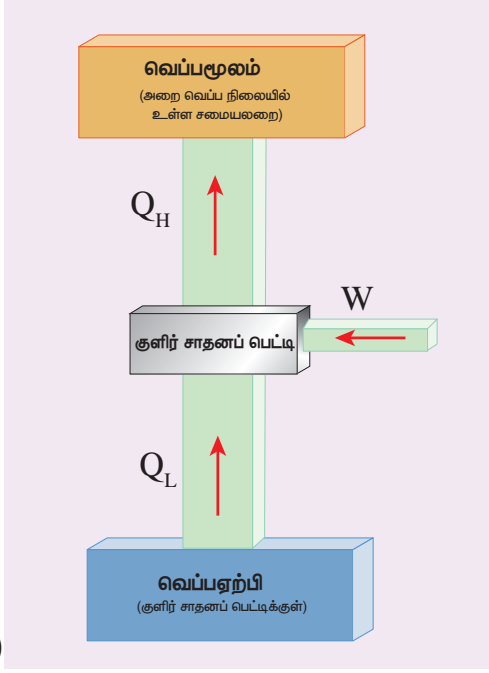 வெப்பமூலம்
(அறை வெப்ப நிலையில்
உள்ள சமையலறை)
Q_H
W
குளிர் சாதனப் பெட்டி
Q_L
வெப்பஏற்பி
(குளிர் சாதனப் பெட்டிக்குள்)
)